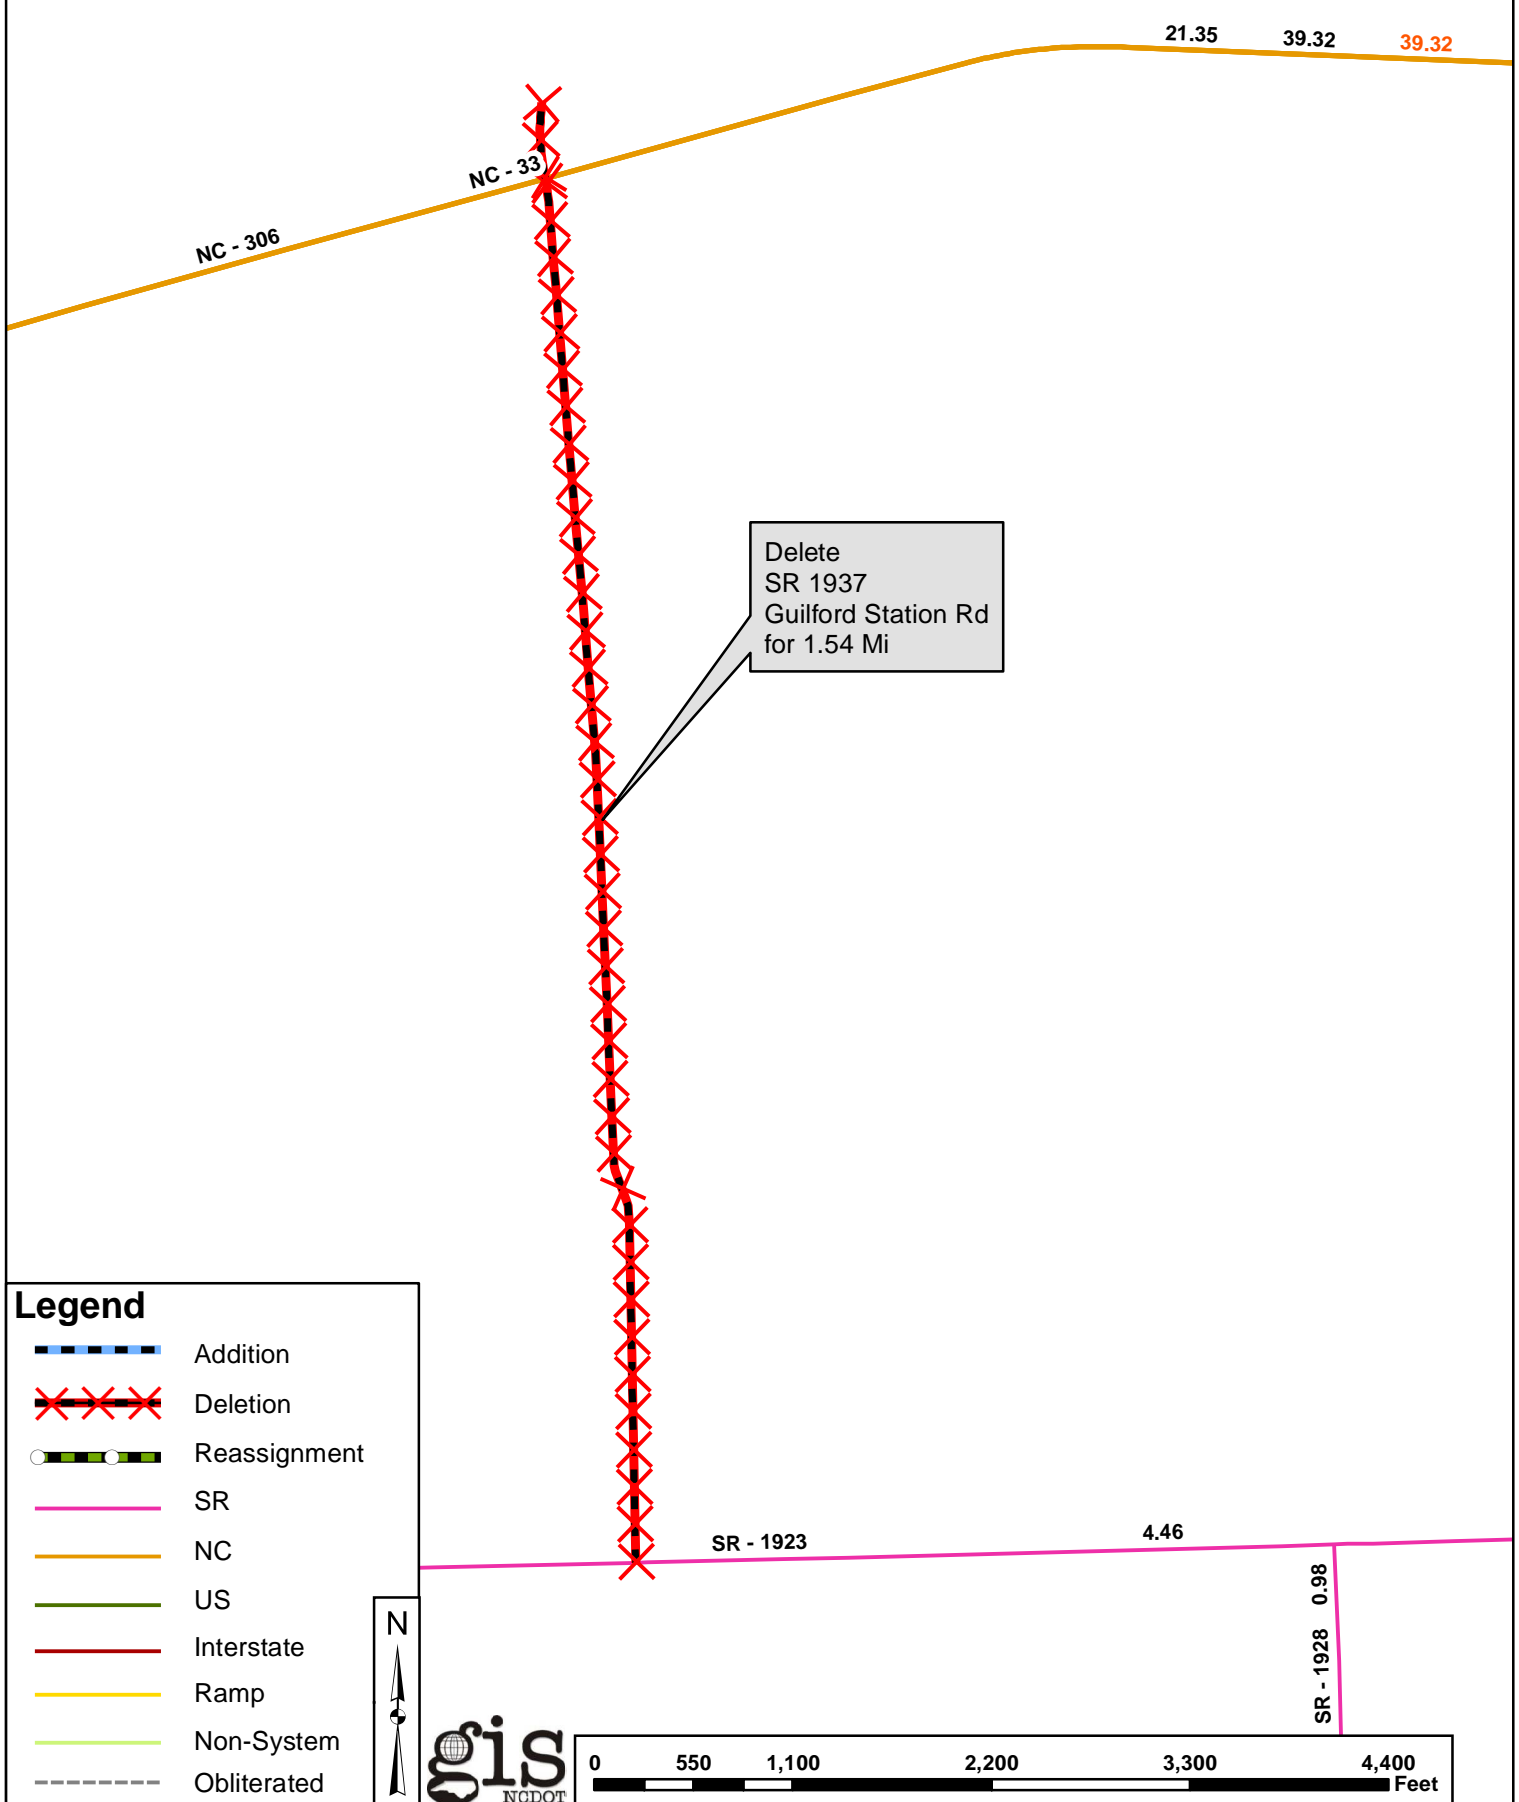 21.35 39.32 39.32
NC - 33
NC - 306
Delete
SR 1937
Guilford Station Rd
for 1.54 Mi
SR - 1923 4.46
SR - 1928 0.98
Legend
Addition
Deletion
Reassignment
SR
NC
US
Interstate
Ramp
Non-System
Obliterated
N
gis
NCDOT
0 550 1,100 2,200 3,300 4,400
Feet